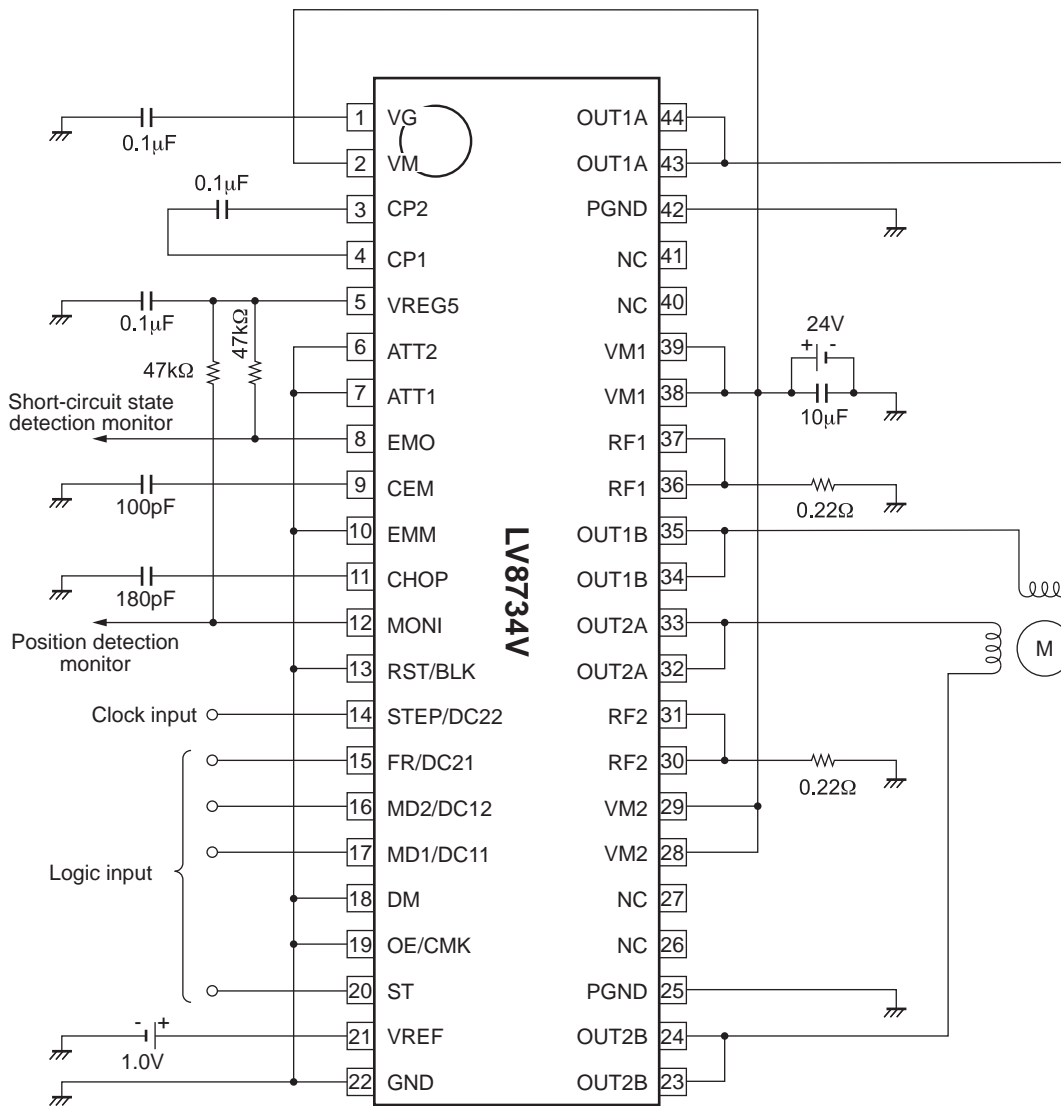 1 VG
2 VM
3 CP2
4 CP1
5 VREG5
6 ATT2
7 ATT1
8 EMO
9 CEM
10 EMM
11 CHOP
12 MONI
13 RST/BLK
14 STEP/DC22
15 FR/DC21
16 MD2/DC12
17 MD1/DC11
18 DM
19 OE/CMK
20 ST
21 VREF
22 GND
OUT1A 44
OUT1A 43
PGND 42
NC 41
NC 40
VM1 39
VM1 38
RF1 37
RF1 36
OUT1B 35
OUT1B 34
OUT2A 33
OUT2A 32
RF2 31
RF2 30
VM2 29
VM2 28
NC 27
NC 26
PGND 25
OUT2B 24
OUT2B 23
LV8734V
0.1μF
0.1μF
0.1μF
47kΩ
47kΩ
Short-circuit state
detection monitor
100pF
180pF
Position detection
monitor
Clock input
Logic input
- +
1.0V
24V
+ -
10μF
0.22Ω
M
0.22Ω